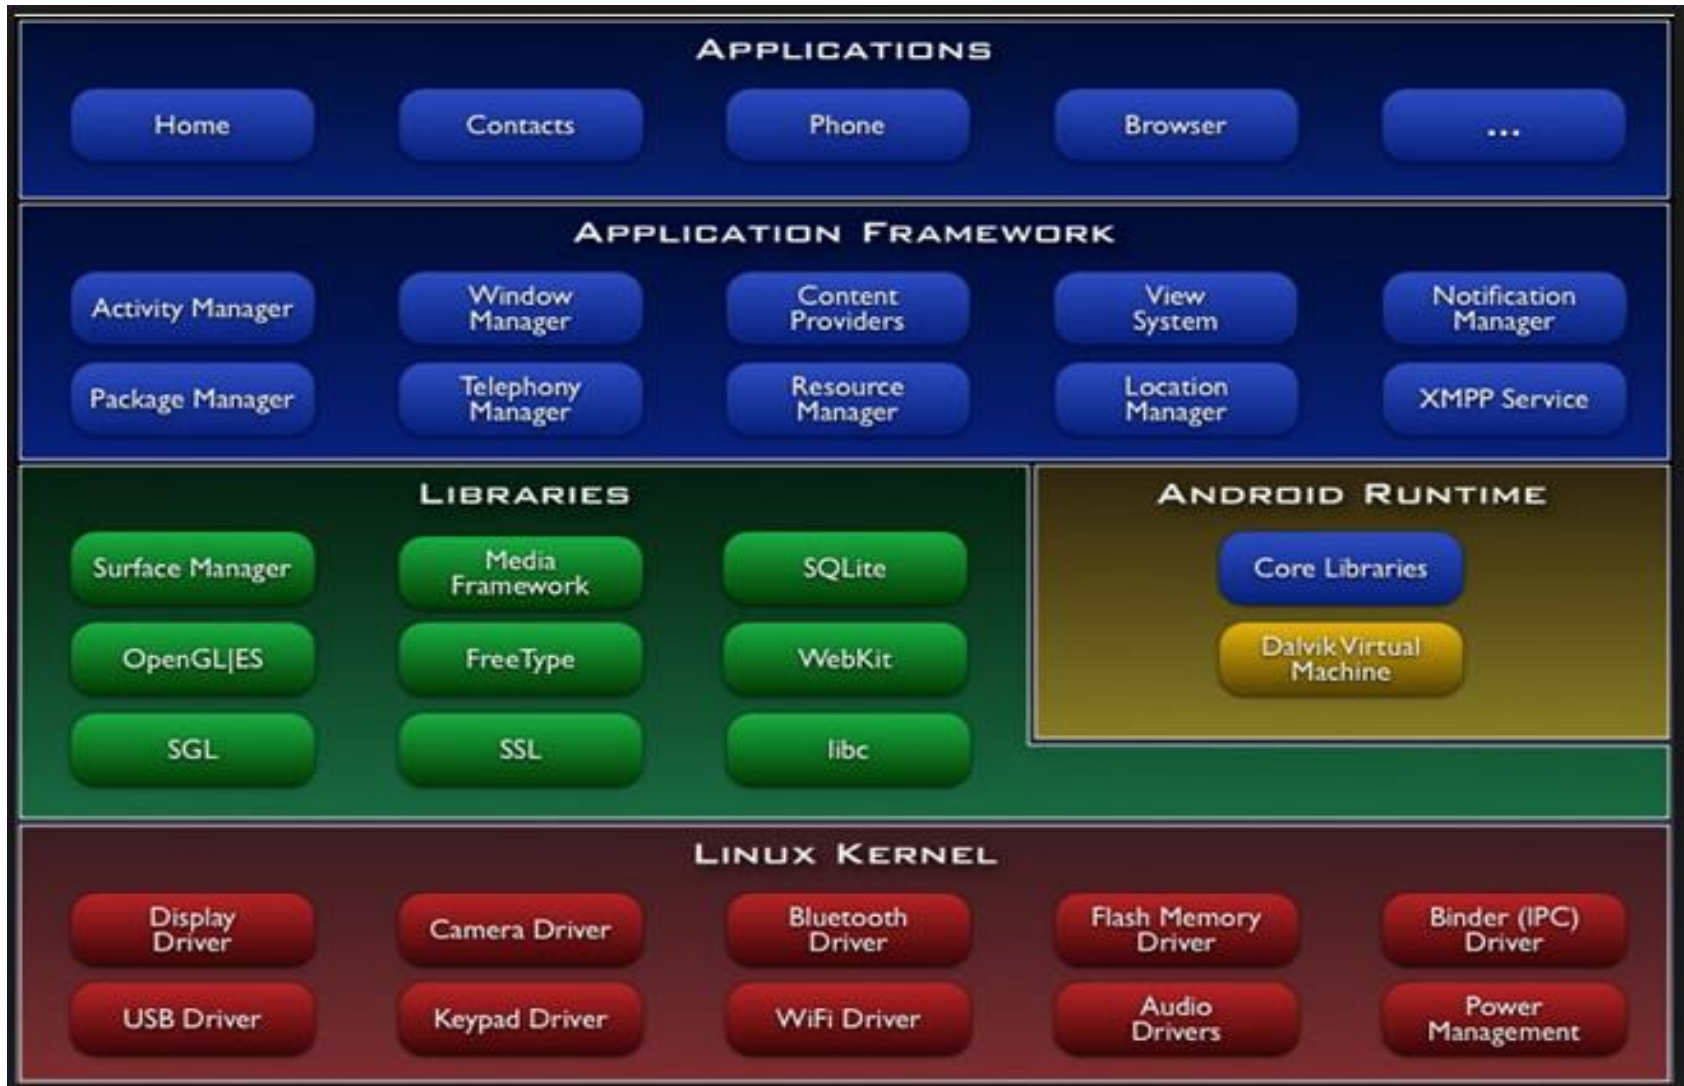 APPLICATIONS
Home
Contacts
Phone
Browser
...
APPLICATION FRAMEWORK
Activity Manager
Window
Manager
Content
Providers
View
System
Notification
Manager
Package Manager
Telephony
Manager
Resource
Manager
Location
Manager
XMPP Service
LIBRARIES
Surface Manager
Media
Framework
SQLite
OpenGL|ES
FreeType
WebKit
SGL
SSL
libc
ANDROID RUNTIME
Core Libraries
Dalvik Virtual
Machine
LINUX KERNEL
Display
Driver
Camera Driver
Bluetooth
Driver
Flash Memory
Driver
Binder (IPC)
Driver
USB Driver
Keypad Driver
WiFi Driver
Audio
Drivers
Power
Management